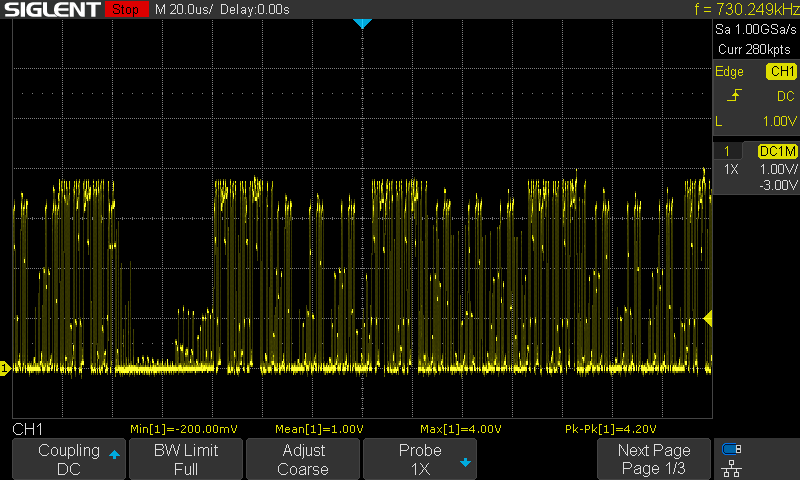 SIGLENT Stop M 20.0us/ Delay:0.00s f = 730.249kHz
Sa 1.00GSa/s
Curr 280kpts
Edge CH1
DC
L 1.00V
1 DC1M
1X 1.00V/
-3.00V
1
CH1 Min[1]=-200.00mV Mean[1]=1.00V Max[1]=4.00V Pk-Pk[1]=4.20V
Coupling BW Limit Adjust Probe Next Page
DC Full Coarse 1X Page 1/3